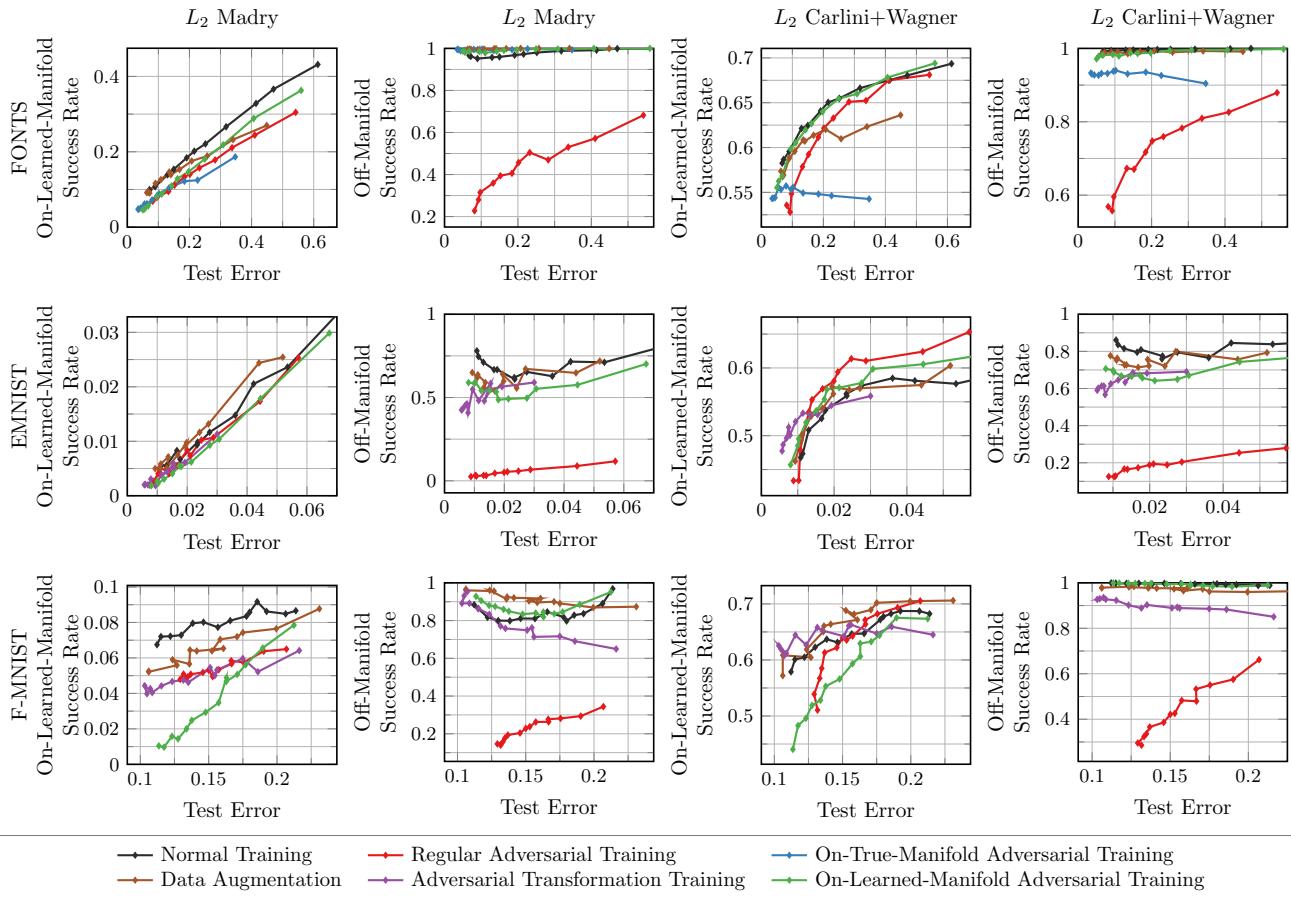 L2 Madry
L2 Madry
L2 Carlini+Wagner
L2 Carlini+Wagner
FONTS
On-Learned-Manifold
Success Rate
0
0.2
0.4
0 0.2 0.4 0.6
Test Error
Off-Manifold
Success Rate
0.2
0.4
0.6
0.8
1
0 0.2 0.4
Test Error
On-Learned-Manifold
Success Rate
0.55
0.6
0.65
0.7
0 0.2 0.4 0.6
Test Error
Off-Manifold
Success Rate
0.6
0.8
1
0 0.2 0.4
Test Error
EMNIST
On-Learned-Manifold
Success Rate
0
0.01
0.02
0.03
0 0.02 0.04 0.06
Test Error
Off-Manifold
Success Rate
0
0.5
1
0 0.02 0.04 0.06
Test Error
On-Learned-Manifold
Success Rate
0.5
0.6
0 0.02 0.04
Test Error
Off-Manifold
Success Rate
0.2
0.4
0.6
0.8
1
0.02 0.04
Test Error
F-MNIST
On-Learned-Manifold
Success Rate
0
0.02
0.04
0.06
0.08
0.1
0.1 0.15 0.2
Test Error
Off-Manifold
Success Rate
0.2
0.4
0.6
0.8
1
0.1 0.15 0.2
Test Error
On-Learned-Manifold
Success Rate
0.5
0.6
0.7
0.1 0.15 0.2
Test Error
Off-Manifold
Success Rate
0.4
0.6
0.8
1
0.1 0.15 0.2
Test Error
Normal Training
Regular Adversarial Training
On-True-Manifold Adversarial Training
Data Augmentation
Adversarial Transformation Training
On-Learned-Manifold Adversarial Training